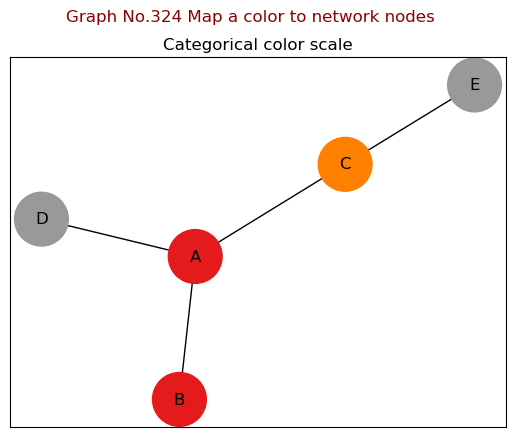 Graph No.324 Map a color to network nodes
Categorical color scale
E
C
D
A
B